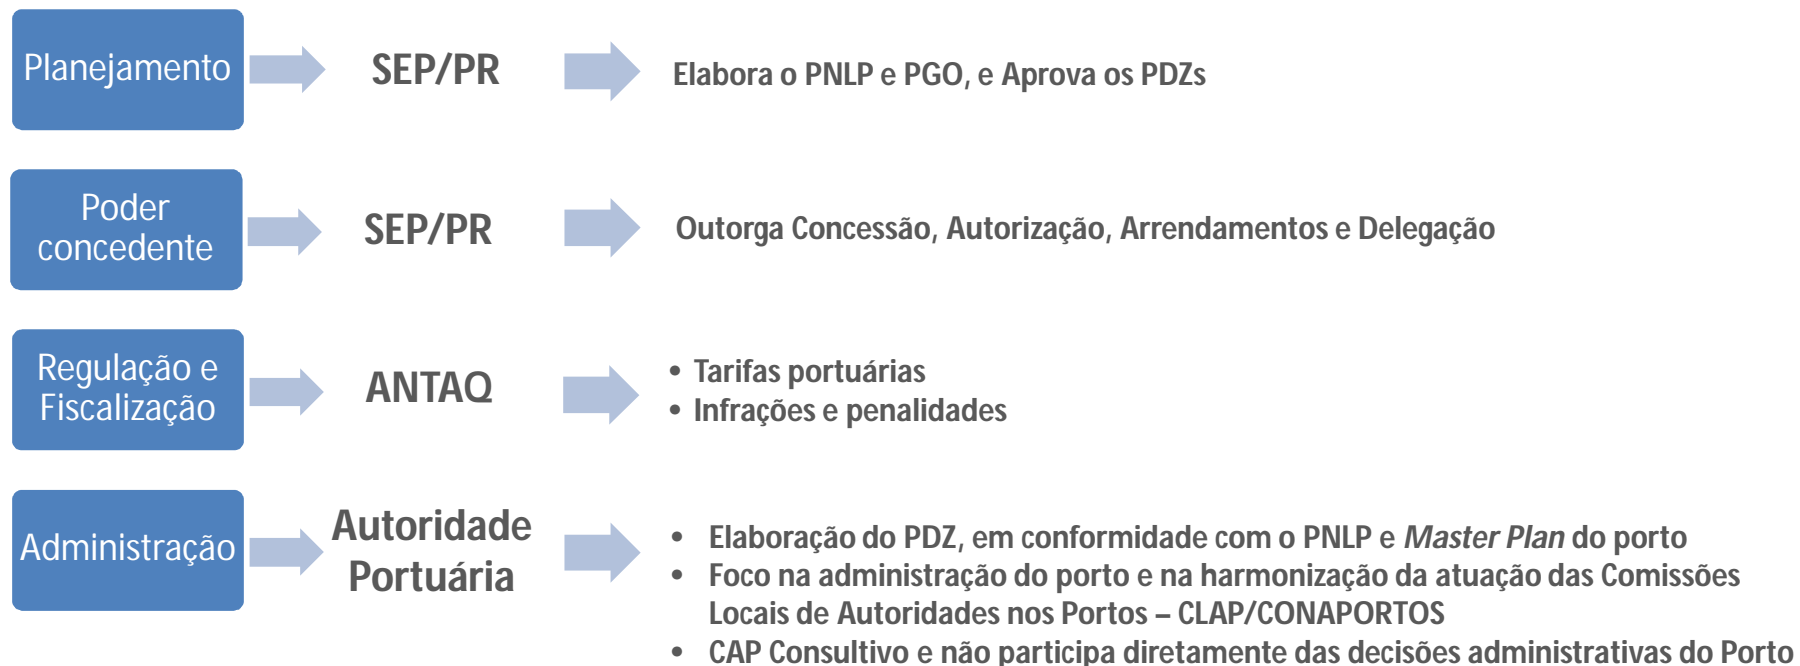 Planejamento
SEP/PR
Elabora o PNLP e PGO, e Aprova os PDZs
Poder
concedente
SEP/PR
Outorga Concessão, Autorização, Arrendamentos e Delegação
Regulação e
Fiscalização
ANTAQ
• Tarifas portuárias
• Infrações e penalidades
Administração
Autoridade
Portuária
• Elaboração do PDZ, em conformidade com o PNLP e Master Plan do porto
• Foco na administração do porto e na harmonização da atuação das Comissões
Locais de Autoridades nos Portos – CLAP/CONAPORTOS
• CAP Consultivo e não participa diretamente das decisões administrativas do Porto